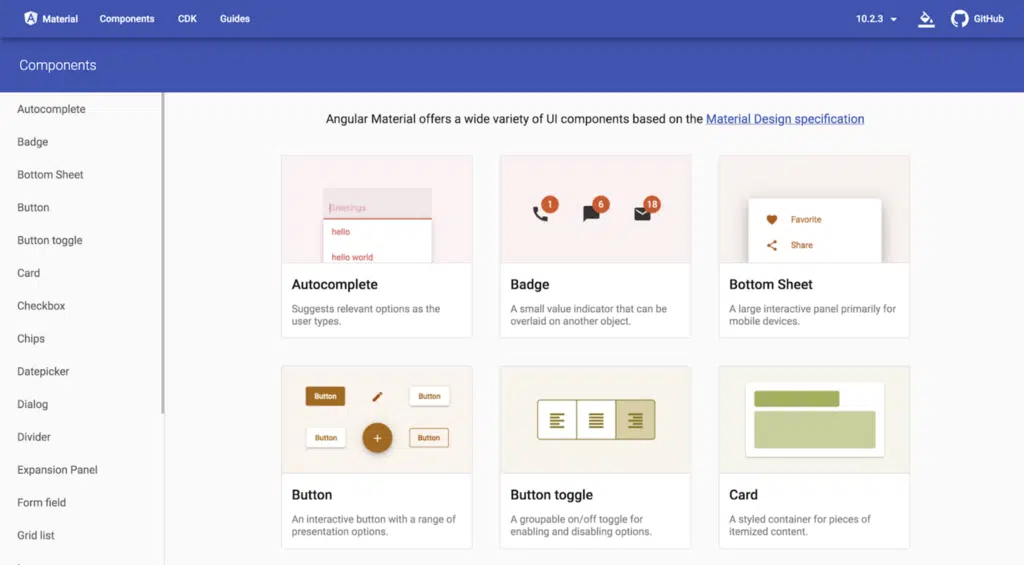 Material
Components
CDK
Guides
10.2.3
GitHub
Components
Autocomplete
Badge
Bottom Sheet
Button
Button toggle
Card
Checkbox
Chips
Datepicker
Dialog
Divider
Expansion Panel
Form field
Grid list
Angular Material offers a wide variety of UI components based on the Material Design specification
Greetings
hello
hello world
Autocomplete
Suggests relevant options as the
user types.
1
6
18
Badge
A small value indicator that can be
overlaid on another object.
Favorite
Share
Bottom Sheet
A large interactive panel primarily for
mobile devices.
Button
Button
Button
Button
Button
An interactive button with a range of
presentation options.
Button toggle
A groupable on/off toggle for
enabling and disabling options.
Card
A styled container for pieces of
itemized content.